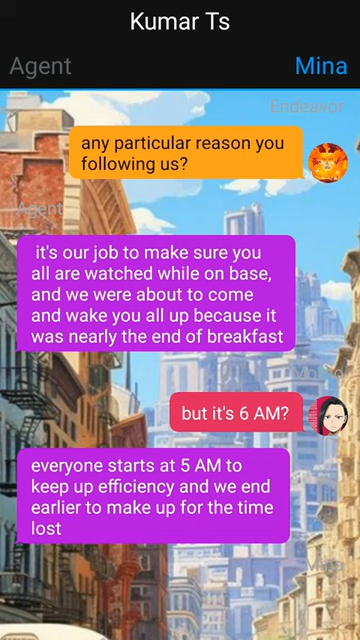 Kumar Ts
Agent
Mina
Endeavor
any particular reason you
following us?
Agent
it's our job to make sure you
all are watched while on base,
and we were about to come
and wake you all up because it
was nearly the end of breakfast
but it's 6 AM?
everyone starts at 5 AM to
keep up efficiency and we end
earlier to make up for the time
lost
Mina